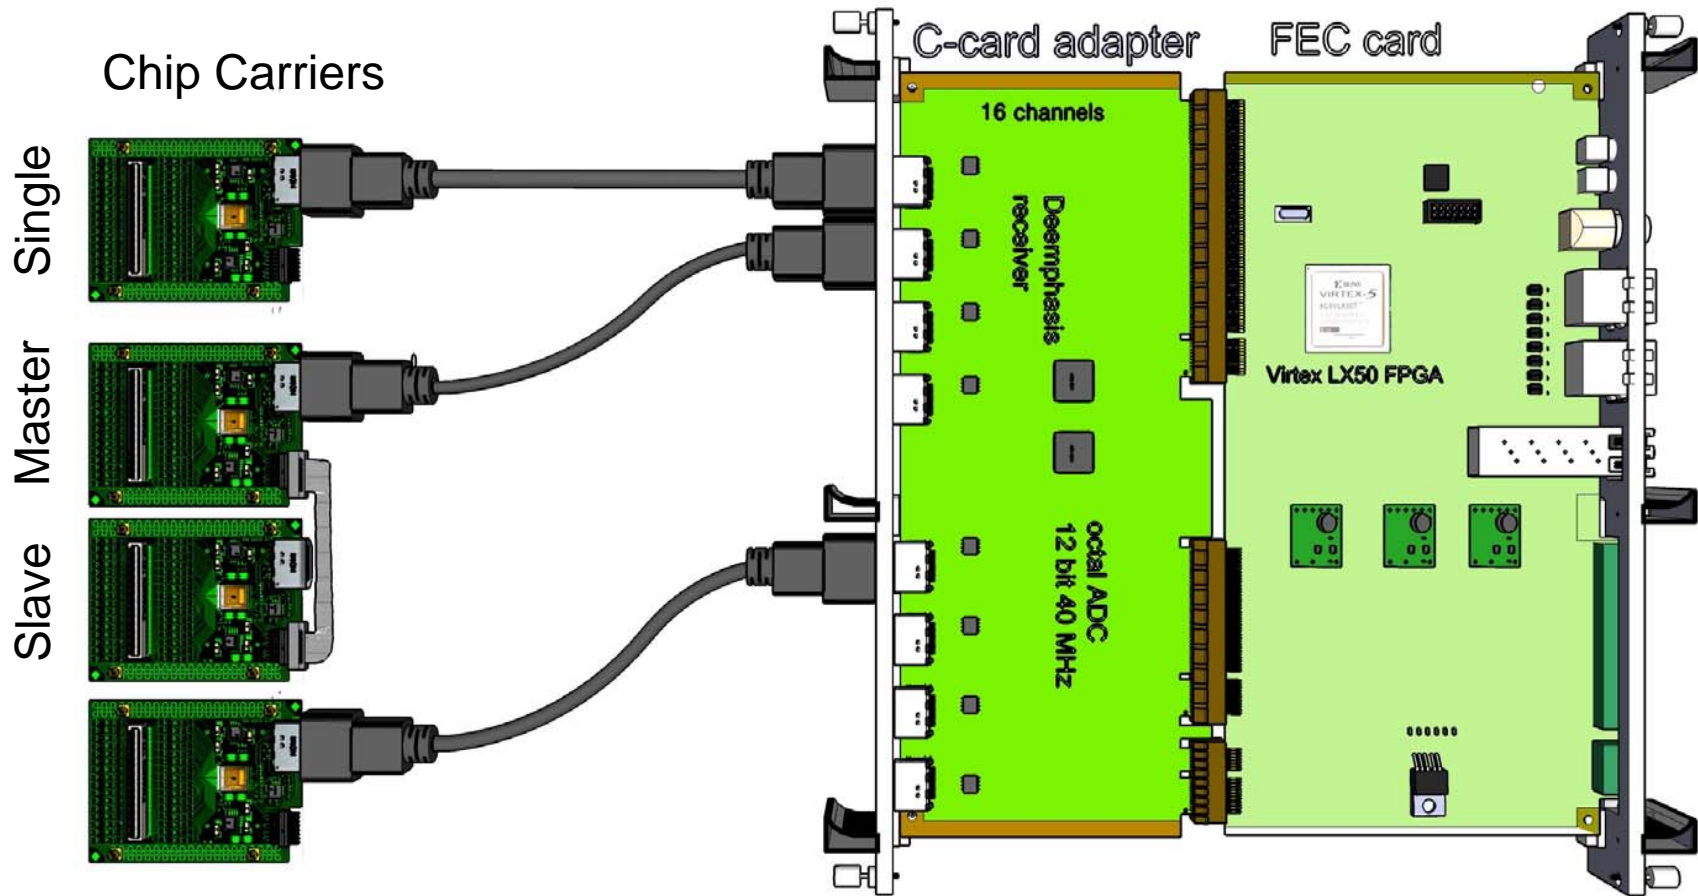 Chip Carriers
Single
Master
Slave
C-card adapter
16 channels
Deemphasis
receiver
octal ADC
12 bit 40 MHz
FEC card
VIRTEX-5
Virtex LX50 FPGA